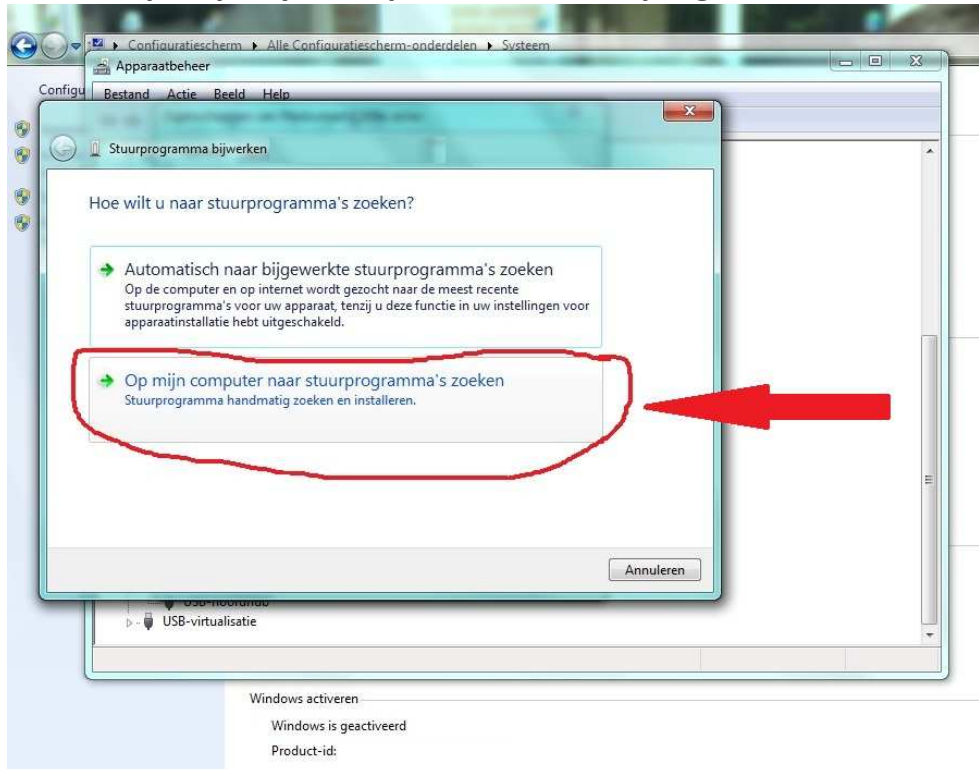 Configuratiescherm ▸ Alle Configuratiescherm-onderdelen ▸ Systeem
Apparaatbeheer
Configu
Bestand Actie Beeld Help
Stuurprogramma bijwerken
Hoe wilt u naar stuurprogramma's zoeken?
Automatisch naar bijgewerkte stuurprogramma's zoeken
Op de computer en op internet wordt gezocht naar de meest recente
stuurprogramma's voor uw apparaat, tenzij u deze functie in uw instellingen voor
apparaatinstallatie hebt uitgeschakeld.
Op mijn computer naar stuurprogramma's zoeken
Stuurprogramma handmatig zoeken en installeren.
Annuleren
USB-hoofdhub
USB-virtualisatie
Windows activeren
Windows is geactiveerd
Product-id: